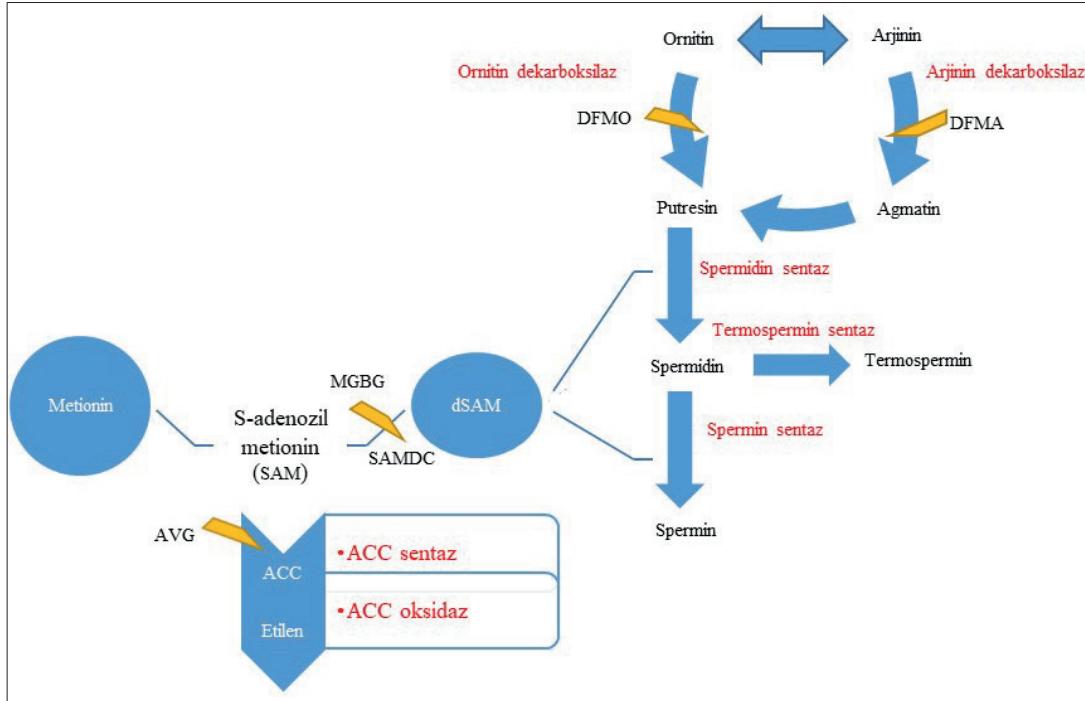 Ornitin
Arjinin
Ornitin dekarboksilaz
Arjinin dekarboksilaz
DFMO
DFMA
Putresin
Agmatin
Spermidin sentaz
Termospermin sentaz
Spermidin
Termospermin
Metionin
MGBG
dSAM
S-adenozil
metionin
(SAM)
SAMDC
Spermin sentaz
AVG
Spermin
•ACC sentaz
ACC
•ACC oksidaz
Etilen